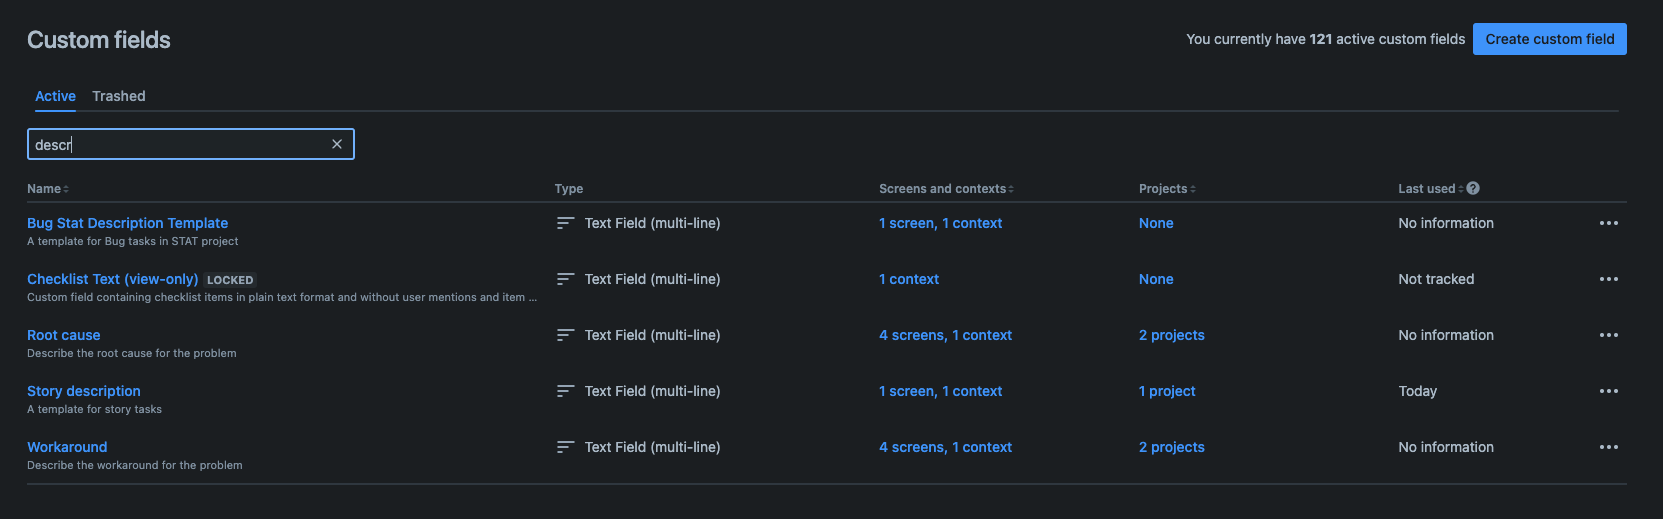 Custom fields
You currently have 121 active custom fields
Create custom field
Active Trashed
descr
Name Type Screens and contexts Projects Last used ?
Bug Stat Description Template Text Field (multi-line) 1 screen, 1 context None No information
A template for Bug tasks in STAT project
Checklist Text (view-only) LOCKED Text Field (multi-line) 1 context None Not tracked
Custom field containing checklist items in plain text format and without user mentions and item ...
Root cause Text Field (multi-line) 4 screens, 1 context 2 projects No information
Describe the root cause for the problem
Story description Text Field (multi-line) 1 screen, 1 context 1 project Today
A template for story tasks
Workaround Text Field (multi-line) 4 screens, 1 context 2 projects No information
Describe the workaround for the problem